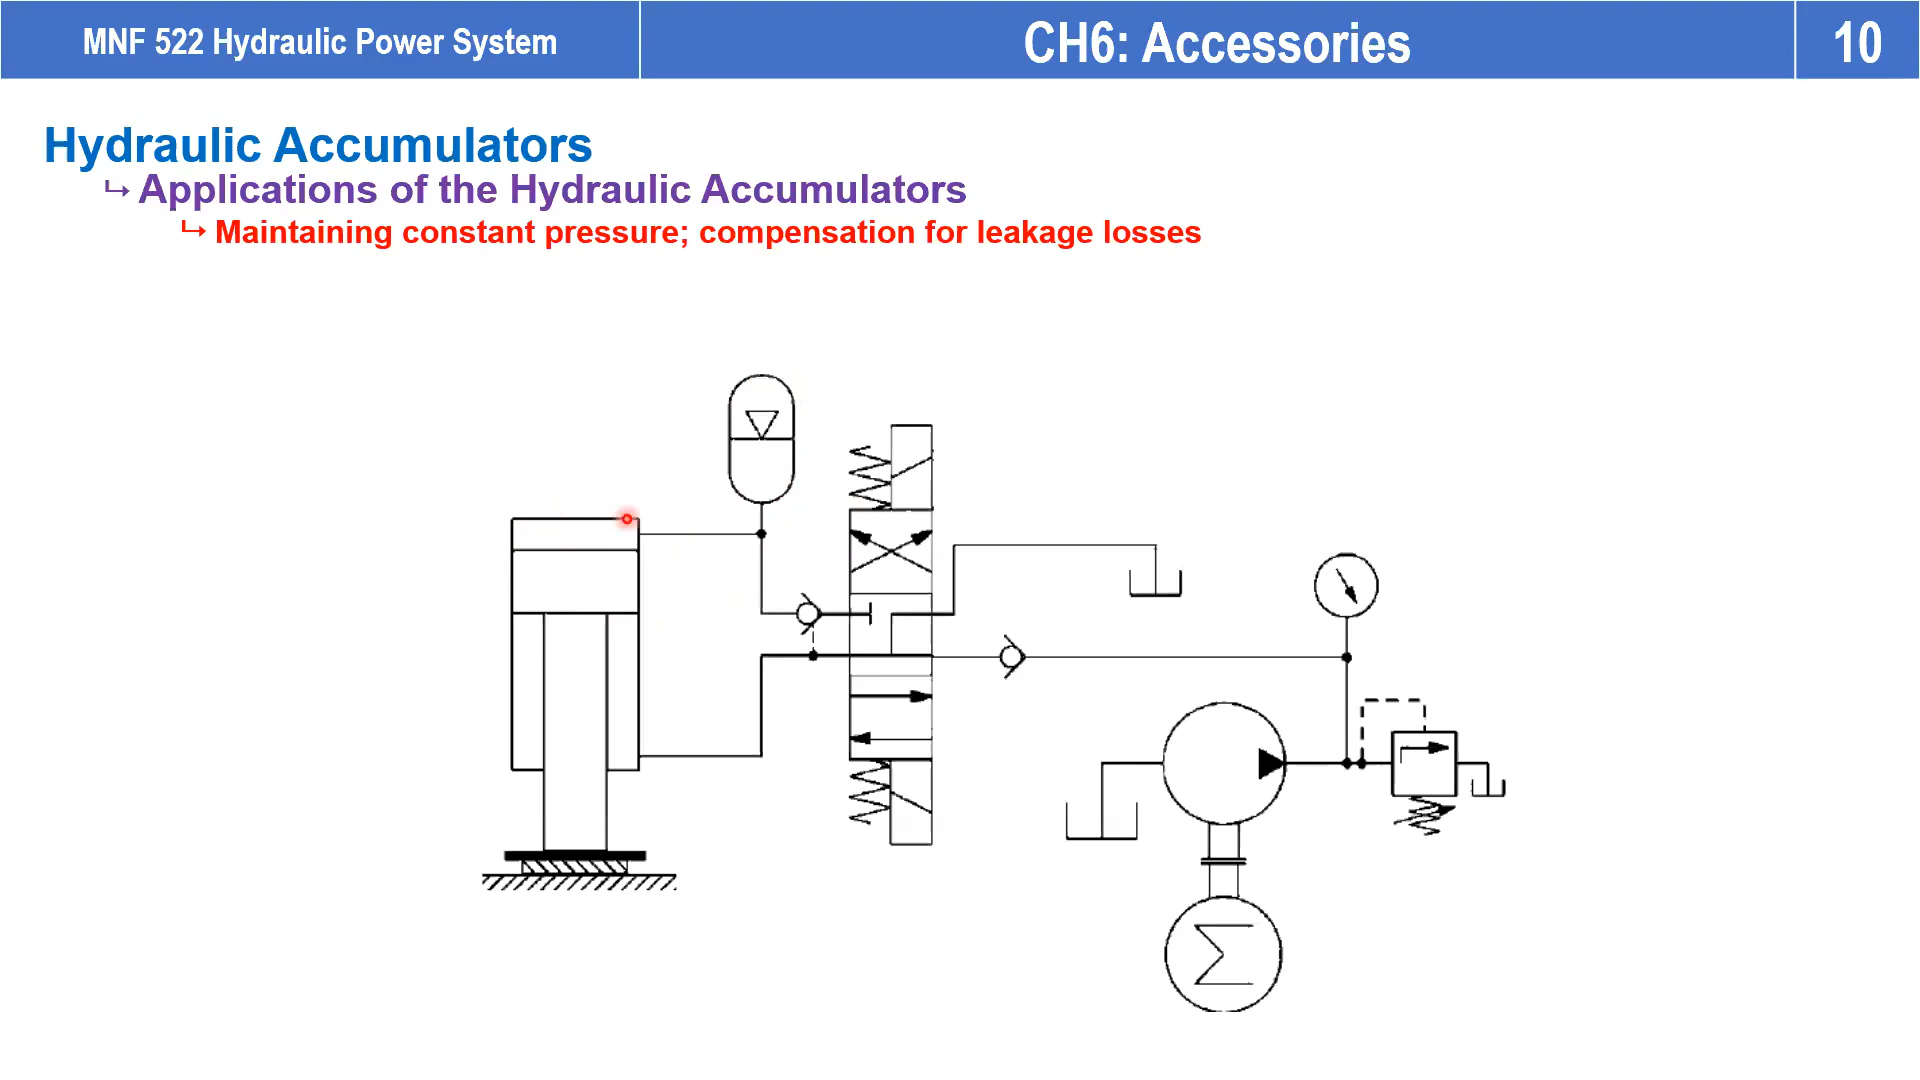 MNF 522 Hydraulic Power System
CH6: Accessories
10
Hydraulic Accumulators
↳ Applications of the Hydraulic Accumulators
↳ Maintaining constant pressure; compensation for leakage losses